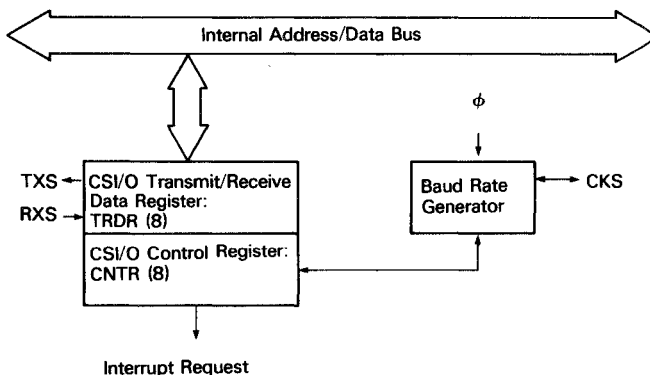 Internal Address/Data Bus
ϕ
TXS
RXS
CSI/O Transmit/Receive
Data Register:
TRDR (8)
CSI/O Control Register:
CNTR (8)
Baud Rate
Generator
CKS
Interrupt Request